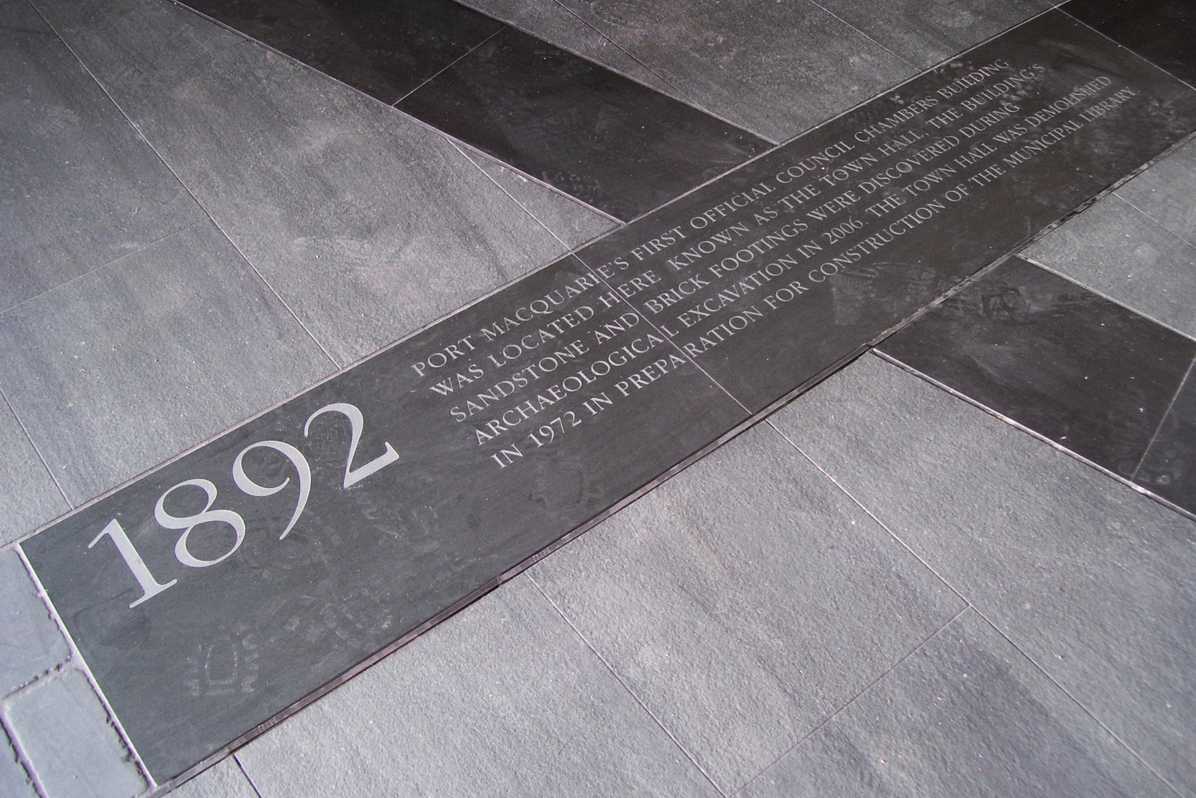 1892
PORT MACQUARIE'S FIRST OFFICIAL COUNCIL CHAMBERS BUILDING
WAS LOCATED HERE KNOWN AS THE TOWN HALL. THE BUILDING'S
SANDSTONE AND BRICK FOOTINGS WERE DISCOVERED DURING
ARCHAEOLOGICAL EXCAVATION IN 2006. THE TOWN HALL WAS DEMOLISHED
IN 1972 IN PREPARATION FOR CONSTRUCTION OF THE MUNICIPAL LIBRARY.